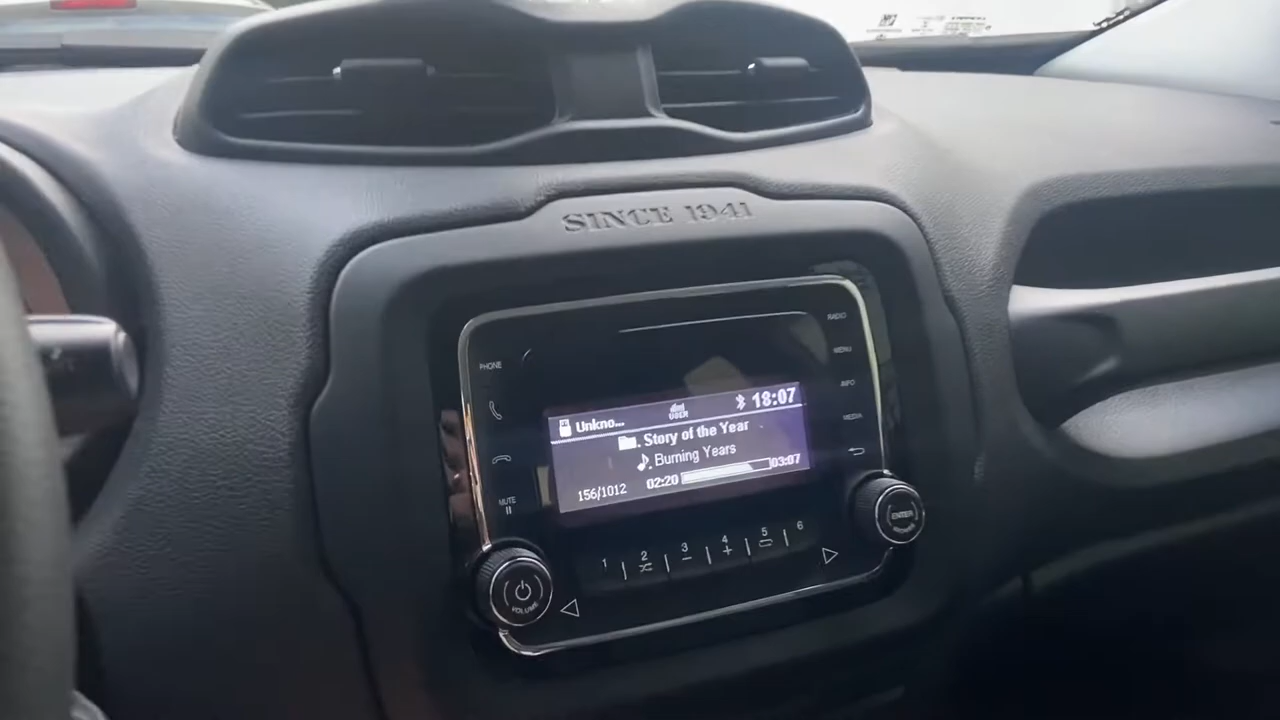 SINCE 1941
RADIO
PHONE
MENU
INFO
MEDIA
MUTE
Unkno...
USER
18:07
Story of the Year
Burning Years
156/1012
02:20
03:07
1
2
3
4
5
6
ENTER
VOLUME